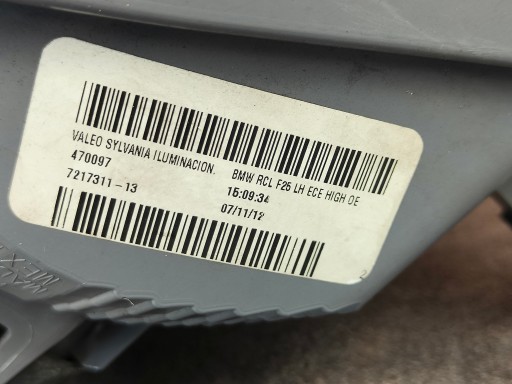 VALEO SYLVANIA ILUMINACION. BMW RCL F25 LH ECE HIGH OE
470097 15:09:34
7217311-13 07/11/12
2